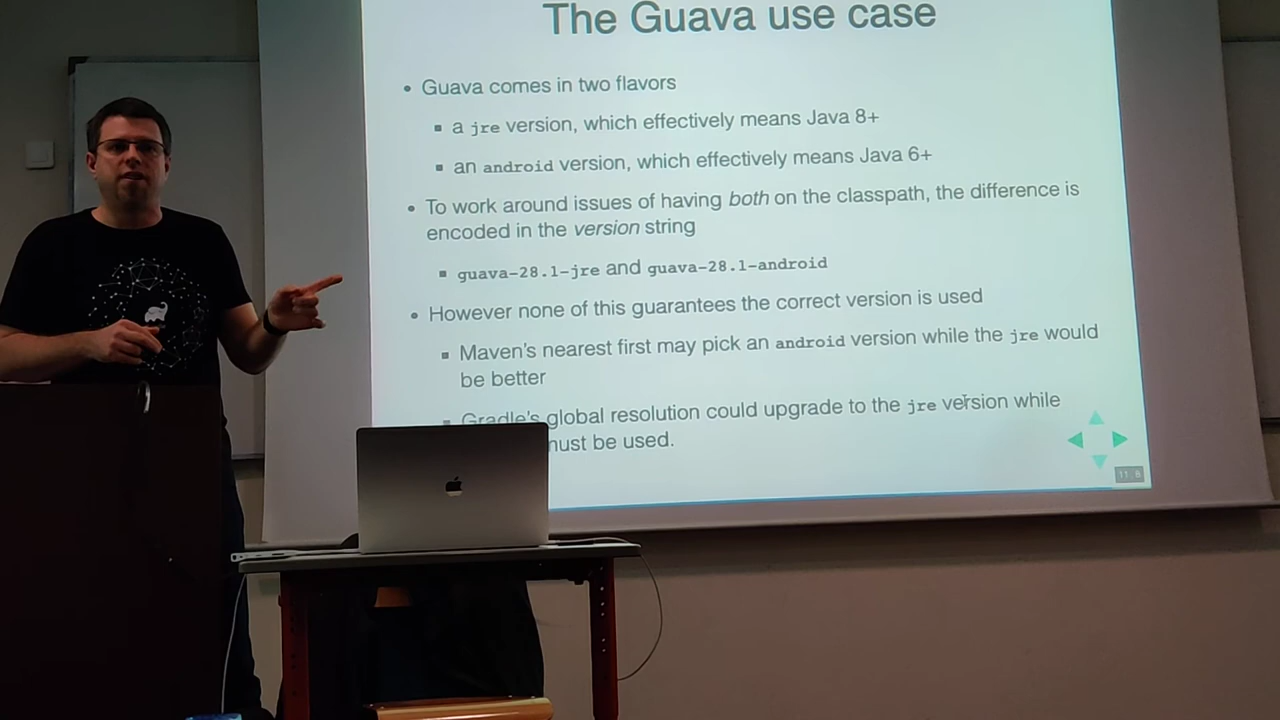 The Guava use case
Guava comes in two flavors
a jre version, which effectively means Java 8+
an android version, which effectively means Java 6+
To work around issues of having both on the classpath, the difference is
encoded in the version string
guava-28.1-jre and guava-28.1-android
However none of this guarantees the correct version is used
Maven's nearest first may pick an android version while the jre would
be better
Gradle's global resolution could upgrade to the jre version while
must be used.